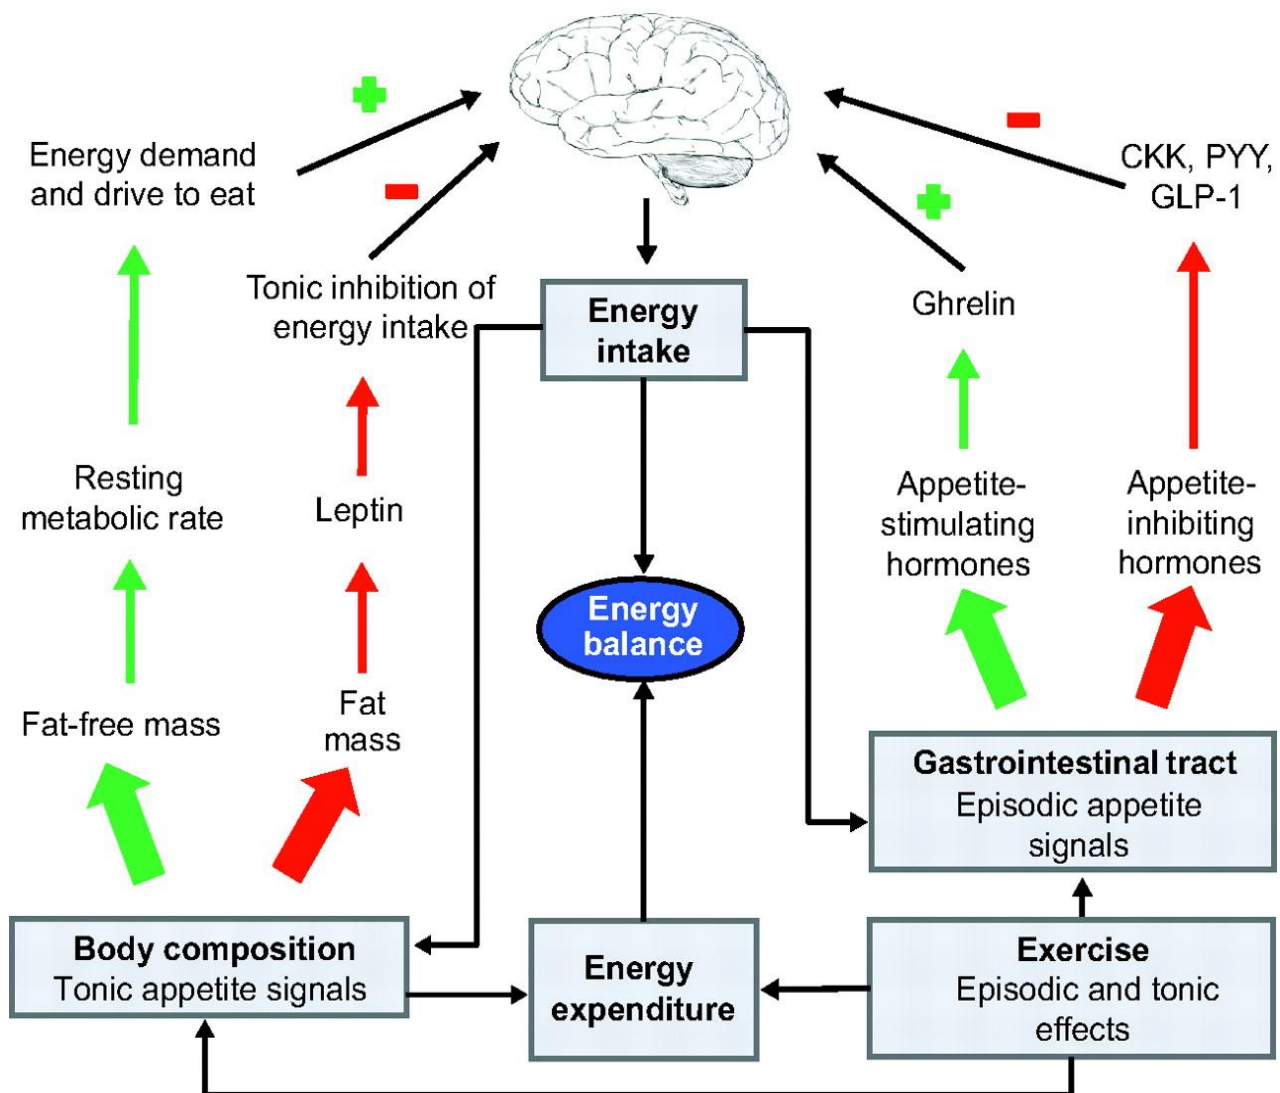 Energy demand
and drive to eat
CKK, PYY,
GLP-1
Tonic inhibition of
energy intake
Energy
intake
Ghrelin
Resting
metabolic rate
Leptin
Appetite-
stimulating
hormones
Appetite-
inhibiting
hormones
Energy
balance
Fat-free mass
Fat
mass
Gastrointestinal tract
Episodic appetite
signals
Body composition
Tonic appetite signals
Energy
expenditure
Exercise
Episodic and tonic
effects